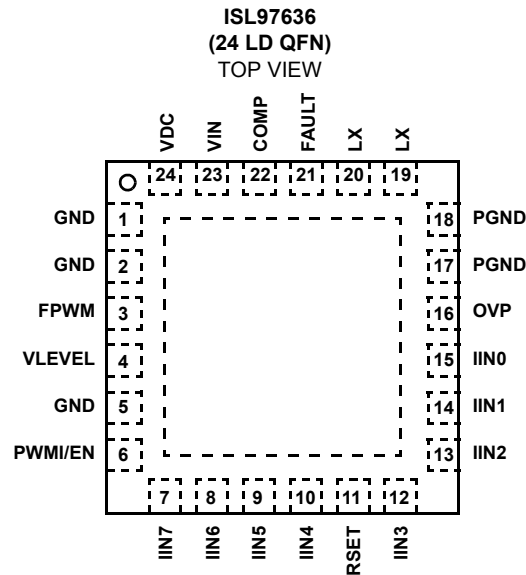 ISL97636
(24 LD QFN)
TOP VIEW
VDC
VIN
COMP
FAULT
LX
LX
24
23
22
21
20
19
GND 1
GND 2
FPWM 3
VLEVEL 4
GND 5
PWMI/EN 6
18 PGND
17 PGND
16 OVP
15 IIN0
14 IIN1
13 IIN2
7
8
9
10
11
12
IIN7
IIN6
IIN5
IIN4
RSET
IIN3